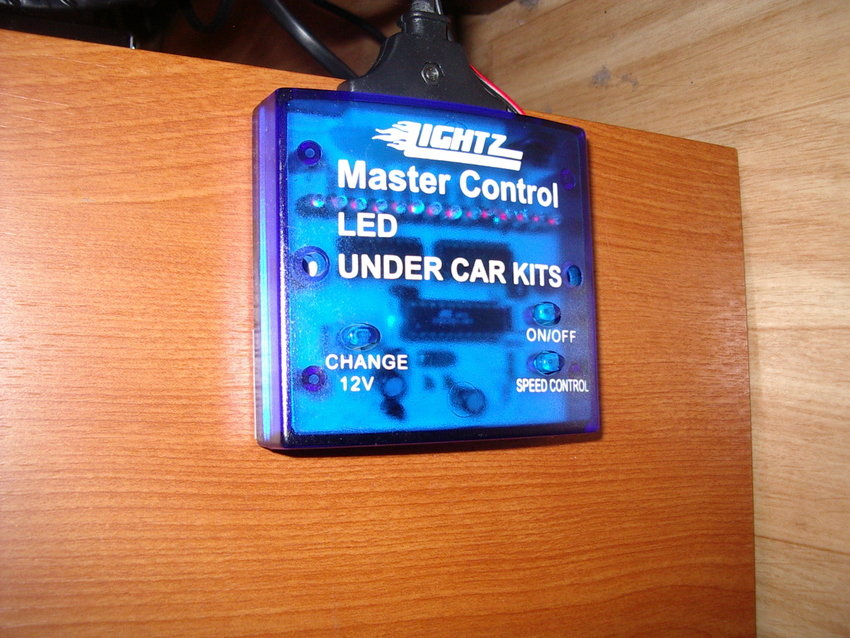 LIGHTZ
Master Control
LED
UNDER CAR KITS
ON/OFF
CHANGE
12V
SPEED CONTROL